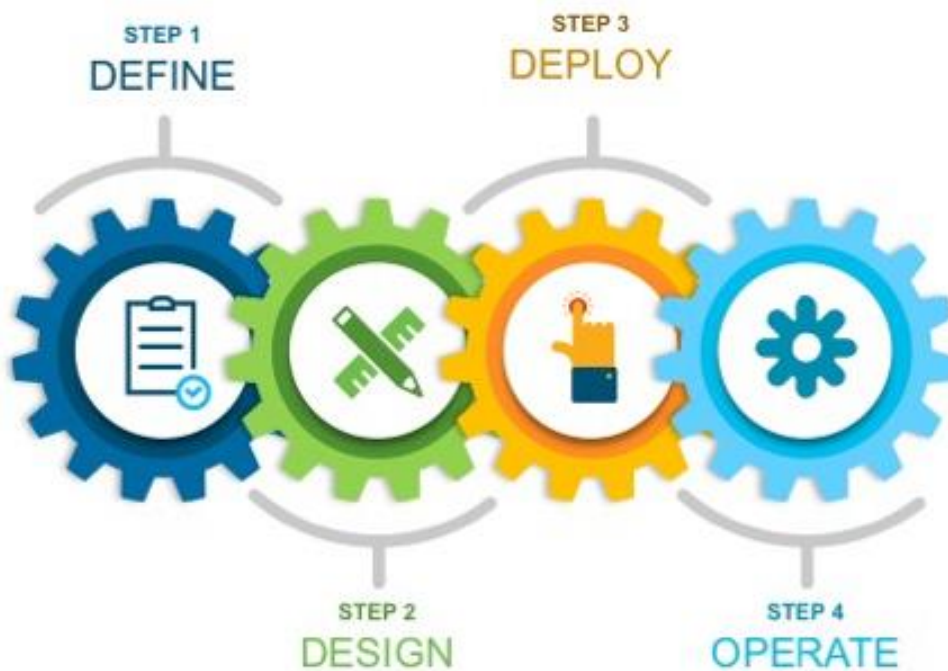 STEP 1
DEFINE
STEP 2
DESIGN
STEP 3
DEPLOY
STEP 4
OPERATE